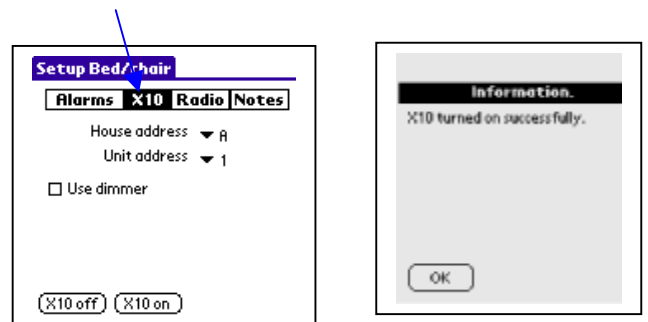 Setup Bed/chair
Alarms X10 Radio Notes
House address A
Unit address 1
Use dimmer
X10 off X10 on
Information.
X10 turned on successfully.
OK